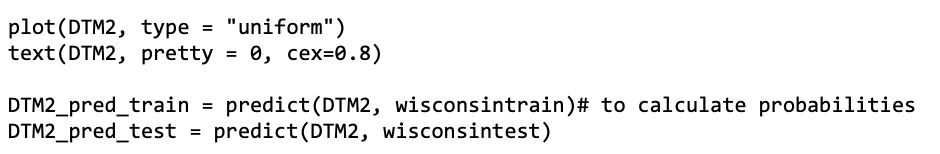 plot(DTM2, type = "uniform")
text(DTM2, pretty = 0, cex=0.8)
DTM2_pred_train = predict(DTM2, wisconsintrain)# to calculate probabilities
DTM2_pred_test = predict(DTM2, wisconsintest)